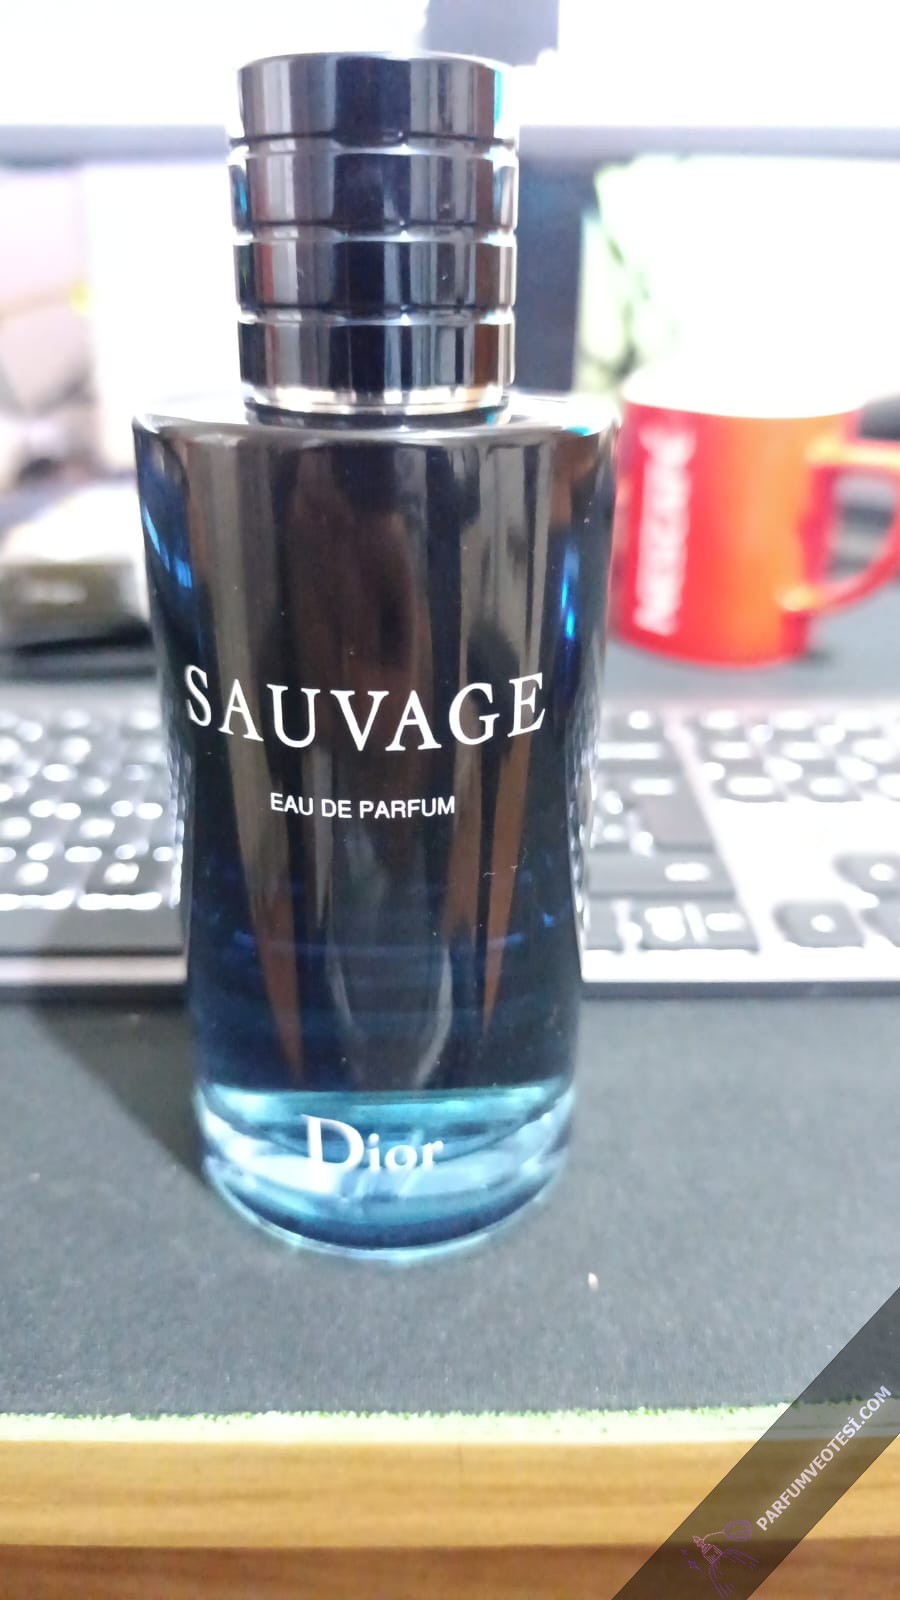 SAUVAGE
EAU DE PARFUM
Dior
NESCAFÉ
PARFUMVEOTESİ.COM